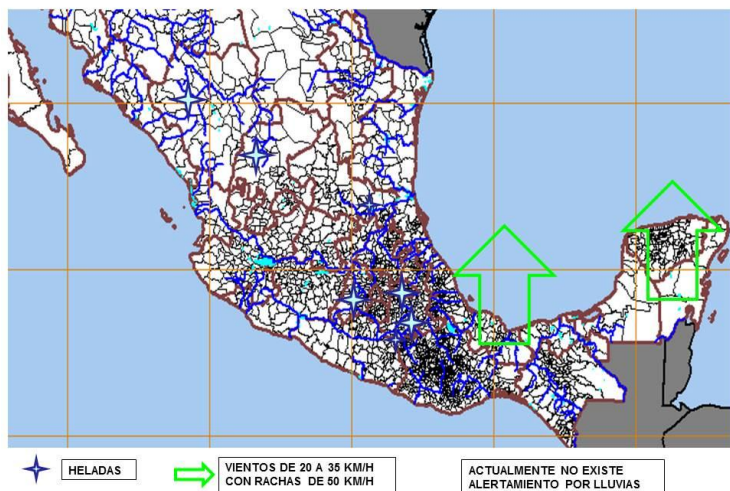 HELADAS
VIENTOS DE 20 A 35 KM/H
CON RACHAS DE 50 KM/H
ACTUALMENTE NO EXISTE
ALERTAMIENTO POR LLUVIAS